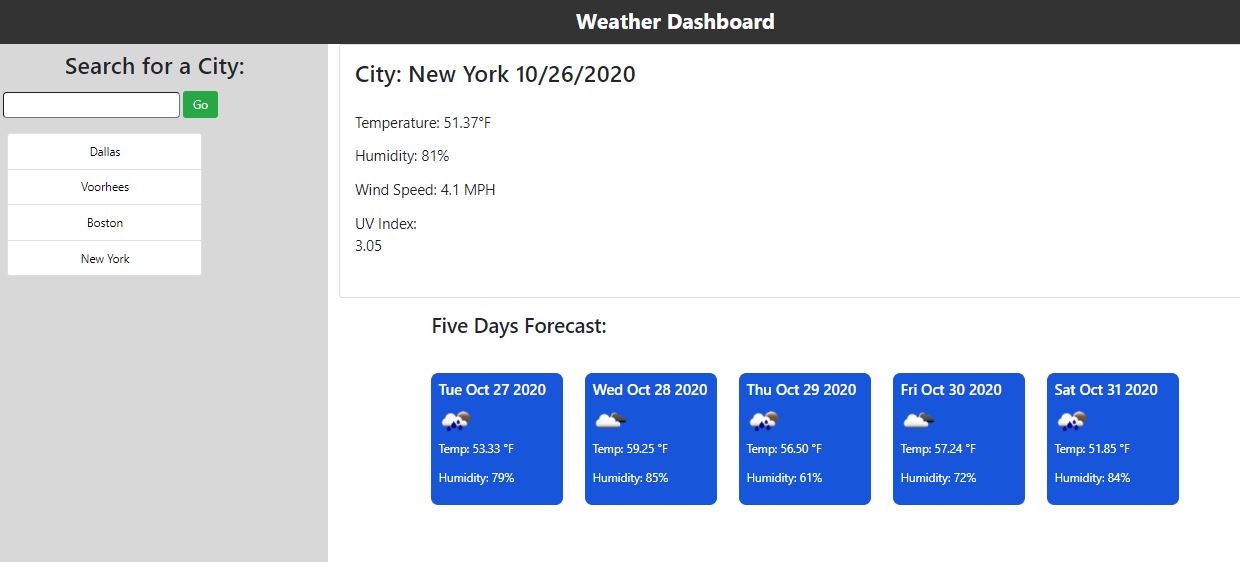 Weather Dashboard
Search for a City:
Go
Dallas
Voorhees
Boston
New York
City: New York 10/26/2020
Temperature: 51.37°F
Humidity: 81%
Wind Speed: 4.1 MPH
UV Index:
3.05
Five Days Forecast:
Tue Oct 27 2020
Temp: 53.33 °F
Humidity: 79%
Wed Oct 28 2020
Temp: 59.25 °F
Humidity: 85%
Thu Oct 29 2020
Temp: 56.50 °F
Humidity: 61%
Fri Oct 30 2020
Temp: 57.24 °F
Humidity: 72%
Sat Oct 31 2020
Temp: 51.85 °F
Humidity: 84%